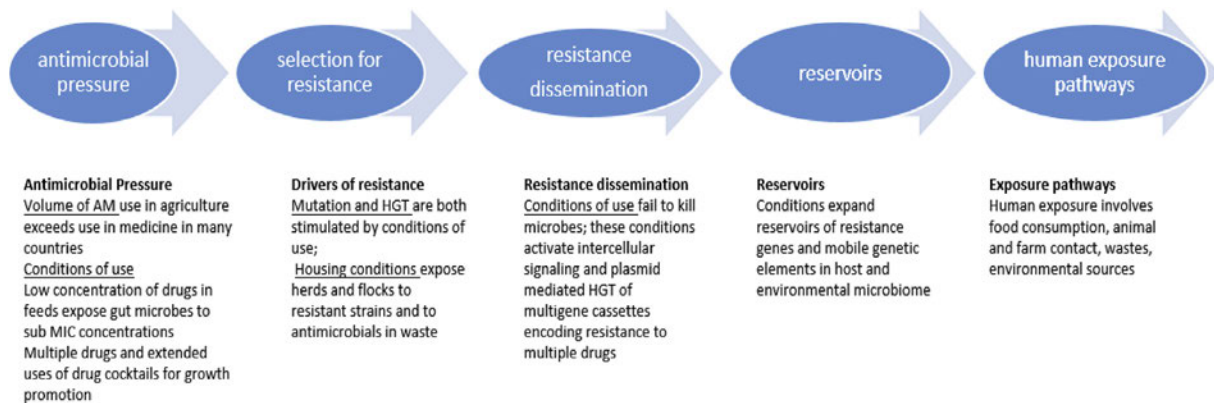 antimicrobial
pressure
selection for
resistance
resistance
dissemination
reservoirs
human exposure
pathways
Antimicrobial Pressure
Volume of AM use in agriculture
exceeds use in medicine in many
countries
Conditions of use
Low concentration of drugs in
feeds expose gut microbes to
sub MIC concentrations
Multiple drugs and extended
uses of drug cocktails for growth
promotion
Drivers of resistance
Mutation and HGT are both
stimulated by conditions of
use;
Housing conditions expose
herds and flocks to
resistant strains and to
antimicrobials in waste
Resistance dissemination
Conditions of use fail to kill
microbes; these conditions
activate intercellular
signaling and plasmid
mediated HGT of
multigene cassettes
encoding resistance to
multiple drugs
Reservoirs
Conditions expand
reservoirs of resistance
genes and mobile genetic
elements in host and
environmental microbiome
Exposure pathways
Human exposure involves
food consumption, animal
and farm contact, wastes,
environmental sources